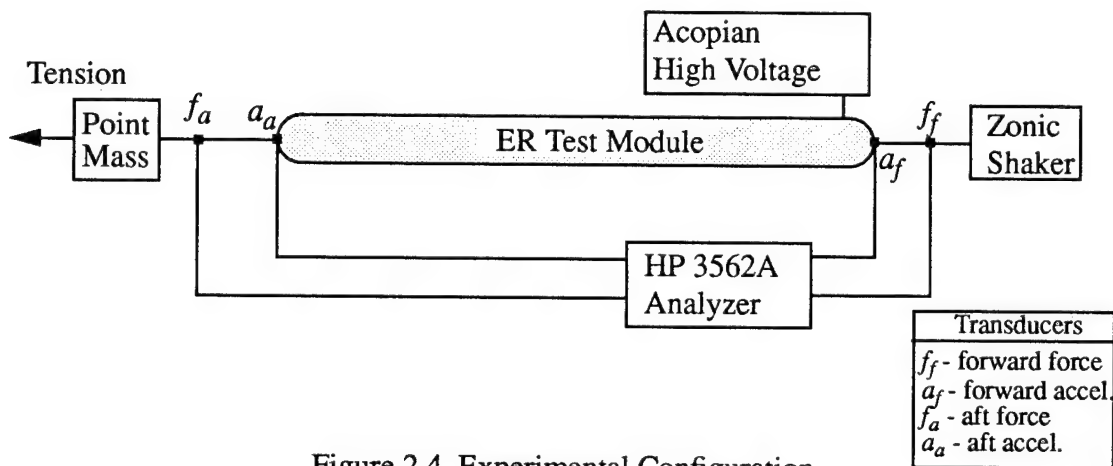 Acopian
High Voltage
Tension
Point
Mass
f_a
a_a
ER Test Module
a_f
f_f
Zonic
Shaker
HP 3562A
Analyzer
Transducers
f_f - forward force
a_f - forward accel.
f_a - aft force
a_a - aft accel.
Figure 2.4 Experimental Configuration